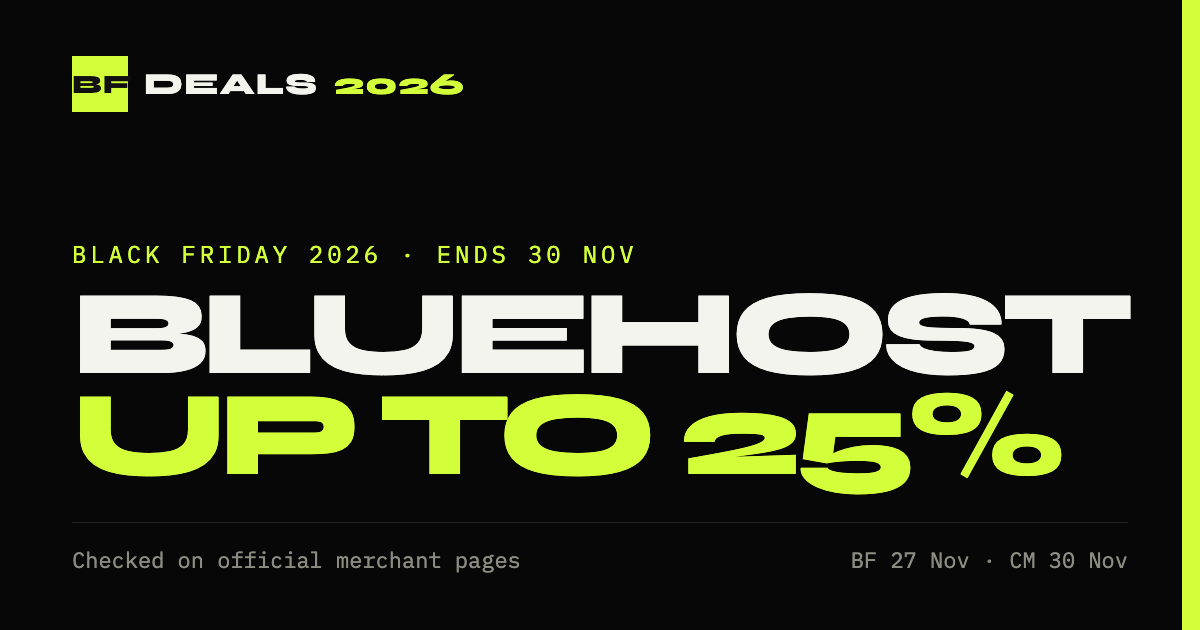 BF DEALS 2026
BLACK FRIDAY 2026 · ENDS 30 NOV
BLUEHOST
UP TO 25%
Checked on official merchant pages
BF 27 Nov · CM 30 Nov